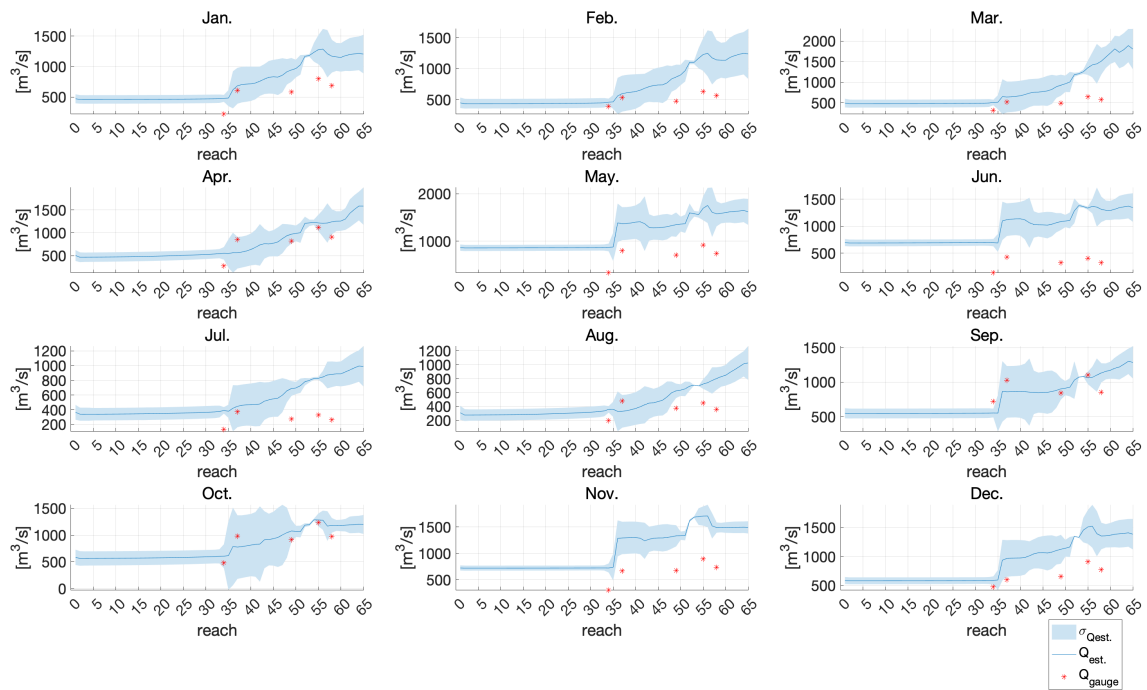 Jan. Feb. Mar.
1500 1000 500 [m³/s]
1500 1000 500 [m³/s]
2000 1500 1000 500 [m³/s]
0 5 10 15 20 25 30 35 40 45 50 55 60 65
0 5 10 15 20 25 30 35 40 45 50 55 60 65
0 5 10 15 20 25 30 35 40 45 50 55 60 65
reach reach reach
Apr. May. Jun.
1500 1000 500 [m³/s]
2000 1000 [m³/s]
1500 1000 500 [m³/s]
0 5 10 15 20 25 30 35 40 45 50 55 60 65
0 5 10 15 20 25 30 35 40 45 50 55 60 65
0 5 10 15 20 25 30 35 40 45 50 55 60 65
reach reach reach
Jul. Aug. Sep.
1200 1000 800 600 400 200 [m³/s]
1200 1000 800 600 400 200 [m³/s]
1500 1000 500 [m³/s]
0 5 10 15 20 25 30 35 40 45 50 55 60 65
0 5 10 15 20 25 30 35 40 45 50 55 60 65
0 5 10 15 20 25 30 35 40 45 50 55 60 65
reach reach reach
Oct. Nov. Dec.
1500 1000 500 0 [m³/s]
1500 1000 500 [m³/s]
1500 1000 500 [m³/s]
0 5 10 15 20 25 30 35 40 45 50 55 60 65
0 5 10 15 20 25 30 35 40 45 50 55 60 65
0 5 10 15 20 25 30 35 40 45 50 55 60 65
reach reach reach
σQest.
Qest.
Qgauge